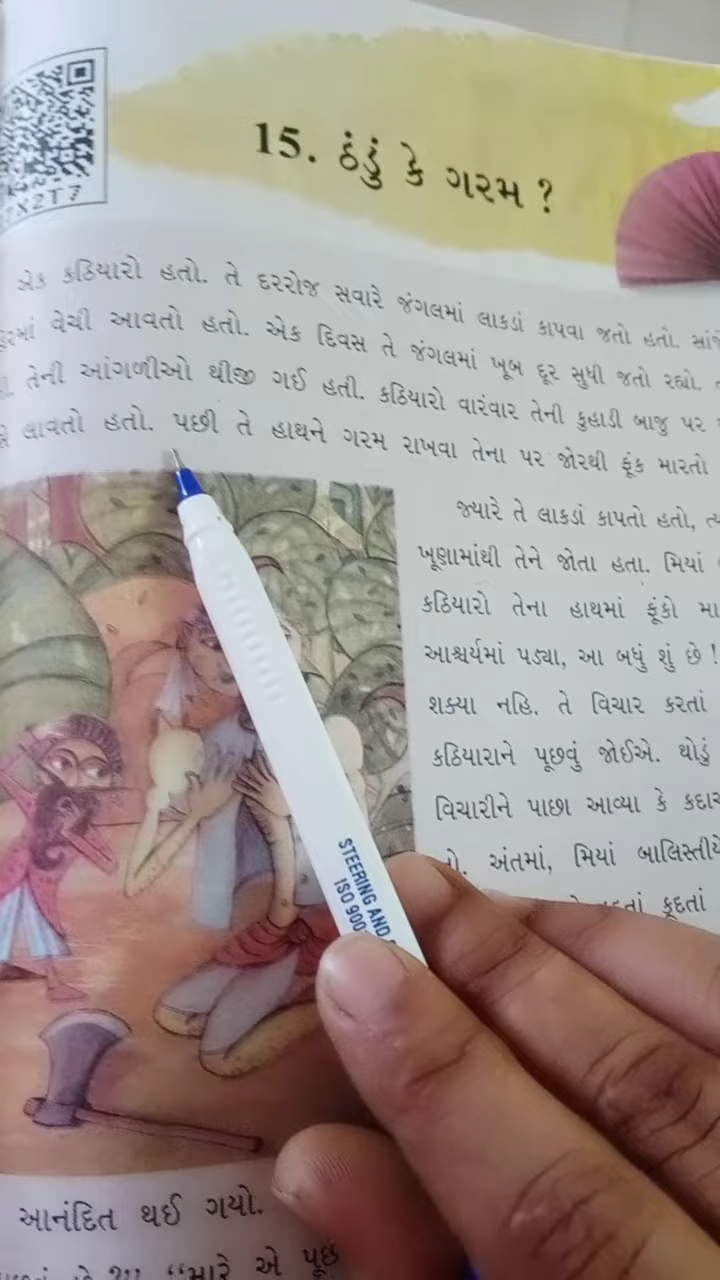 15. ઠંડું કે ગરમ ?
એક કઠિયારો હતો. તે દરરોજ સવારે જંગલમાં લાકડાં કાપવા જતો હતો.
વેચી આવતો હતો. એક દિવસ તે જંગલમાં ખૂબ દૂર સુધી જતો રહ્યો.
તેની આંગળીઓ થીજી ગઈ હતી. કઠિયારો વારંવાર તેની કુહાડી બાજુ પર
લાવતો હતો. પછી તે હાથને ગરમ રાખવા તેના પર જોરથી ફૂંક મારતો
જ્યારે તે લાકડાં કાપતો હતો,
ખૂણામાંથી તેને જોતા હતા. મિયાં
કઠિયારો તેના હાથમાં ફૂંકો
આશ્ચર્યમાં પડ્યા, આ બધું શું છે !
શક્યા નહિ. તે વિચાર કરતાં
કઠિયારાને પૂછવું જોઈએ. થોડું
વિચારીને પાછા આવ્યા કે
અંતમાં, મિયાં
કૂદતાં
STEERING AND
ISO 900
આનંદિત થઈ ગયો.
“મારે એ